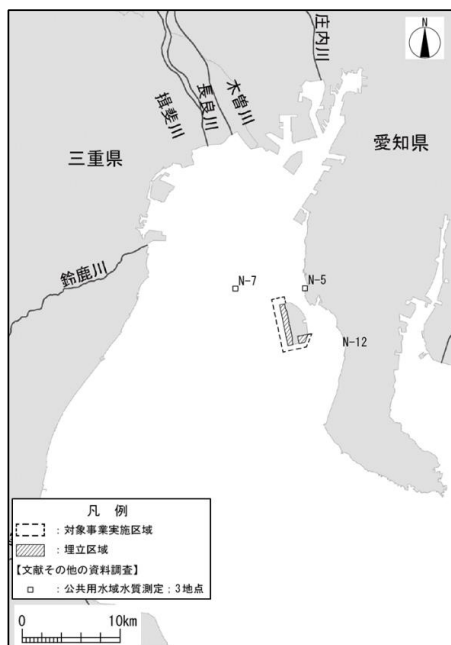 N
庄内川
木曽川
長良川
揖斐川
三重県
愛知県
鈴鹿川
N-7
N-5
N-12
凡 例
：対象事業実施区域
：埋立区域
【文献その他の資料調査】
：公共用水域水質測定；3地点
0 10km